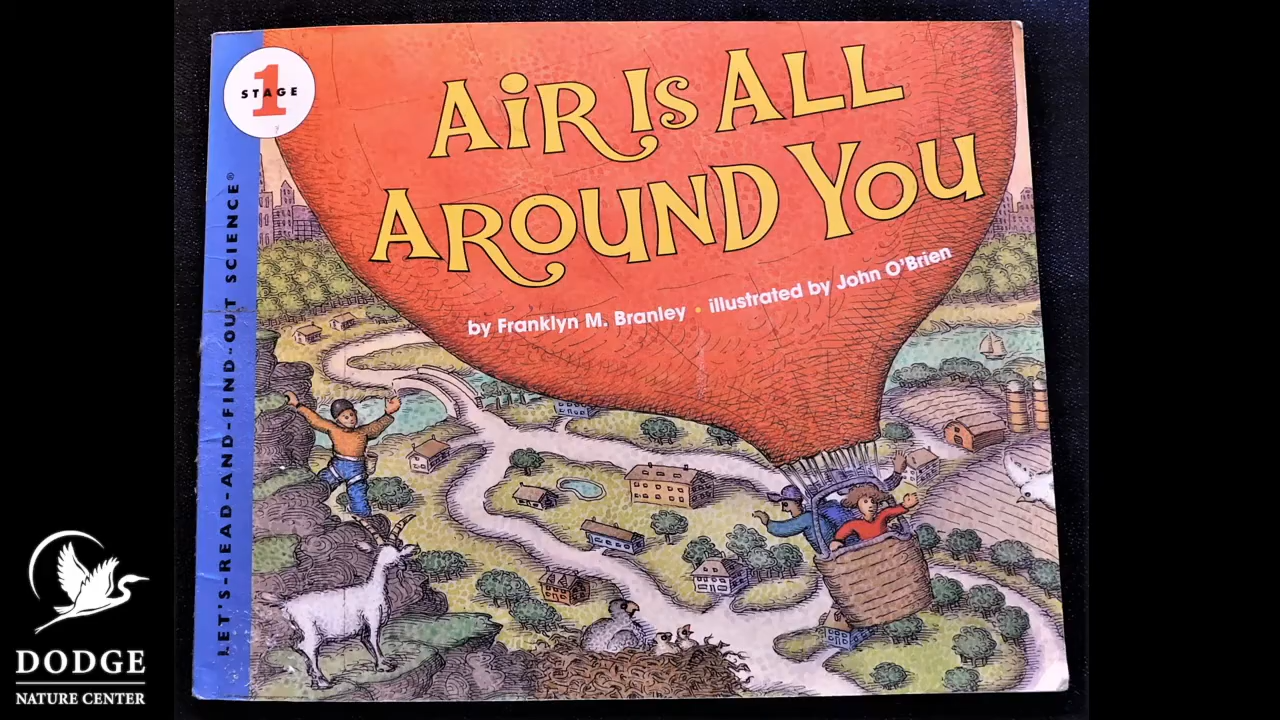 STAGE 1
AIR IS ALL
AROUND YOU
by Franklyn M. Branley • illustrated by John O'Brien
LET'S-READ-AND-FIND-OUT SCIENCE®
DODGE
NATURE CENTER